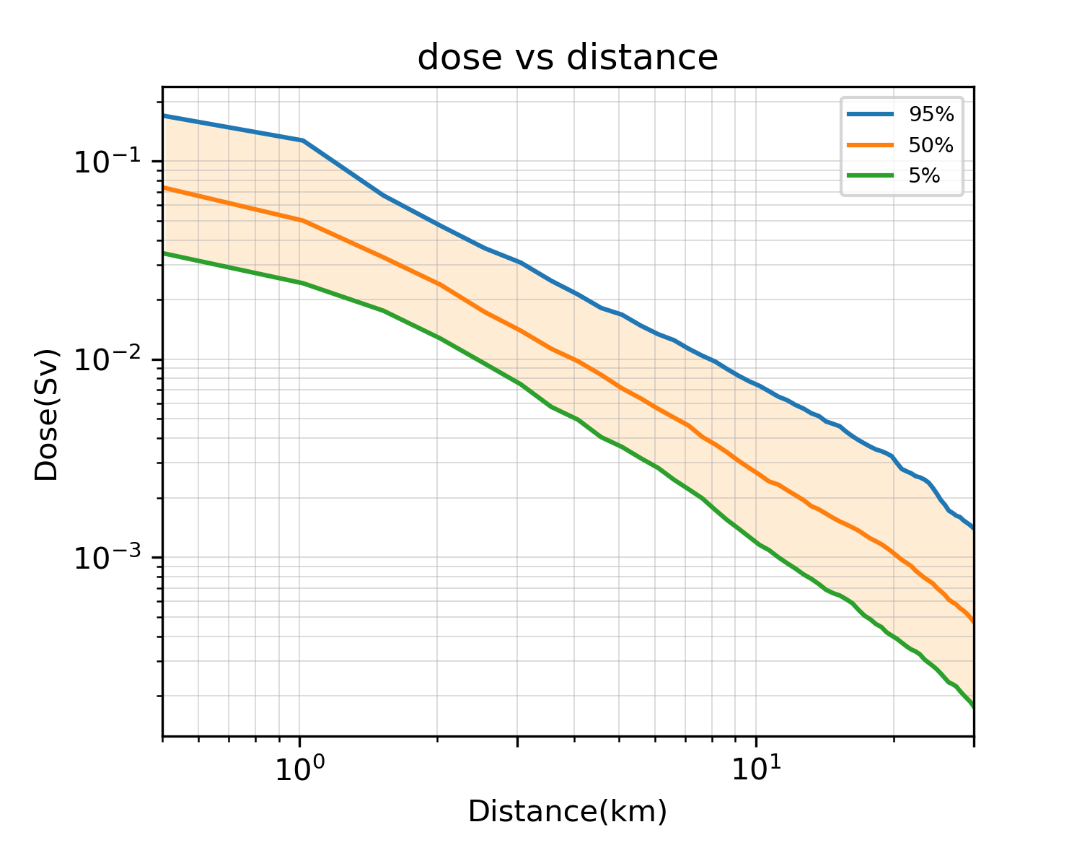 dose vs distance
95%
50%
5%
10⁻¹
10⁻²
10⁻³
Dose(Sv)
10⁰
10¹
Distance(km)